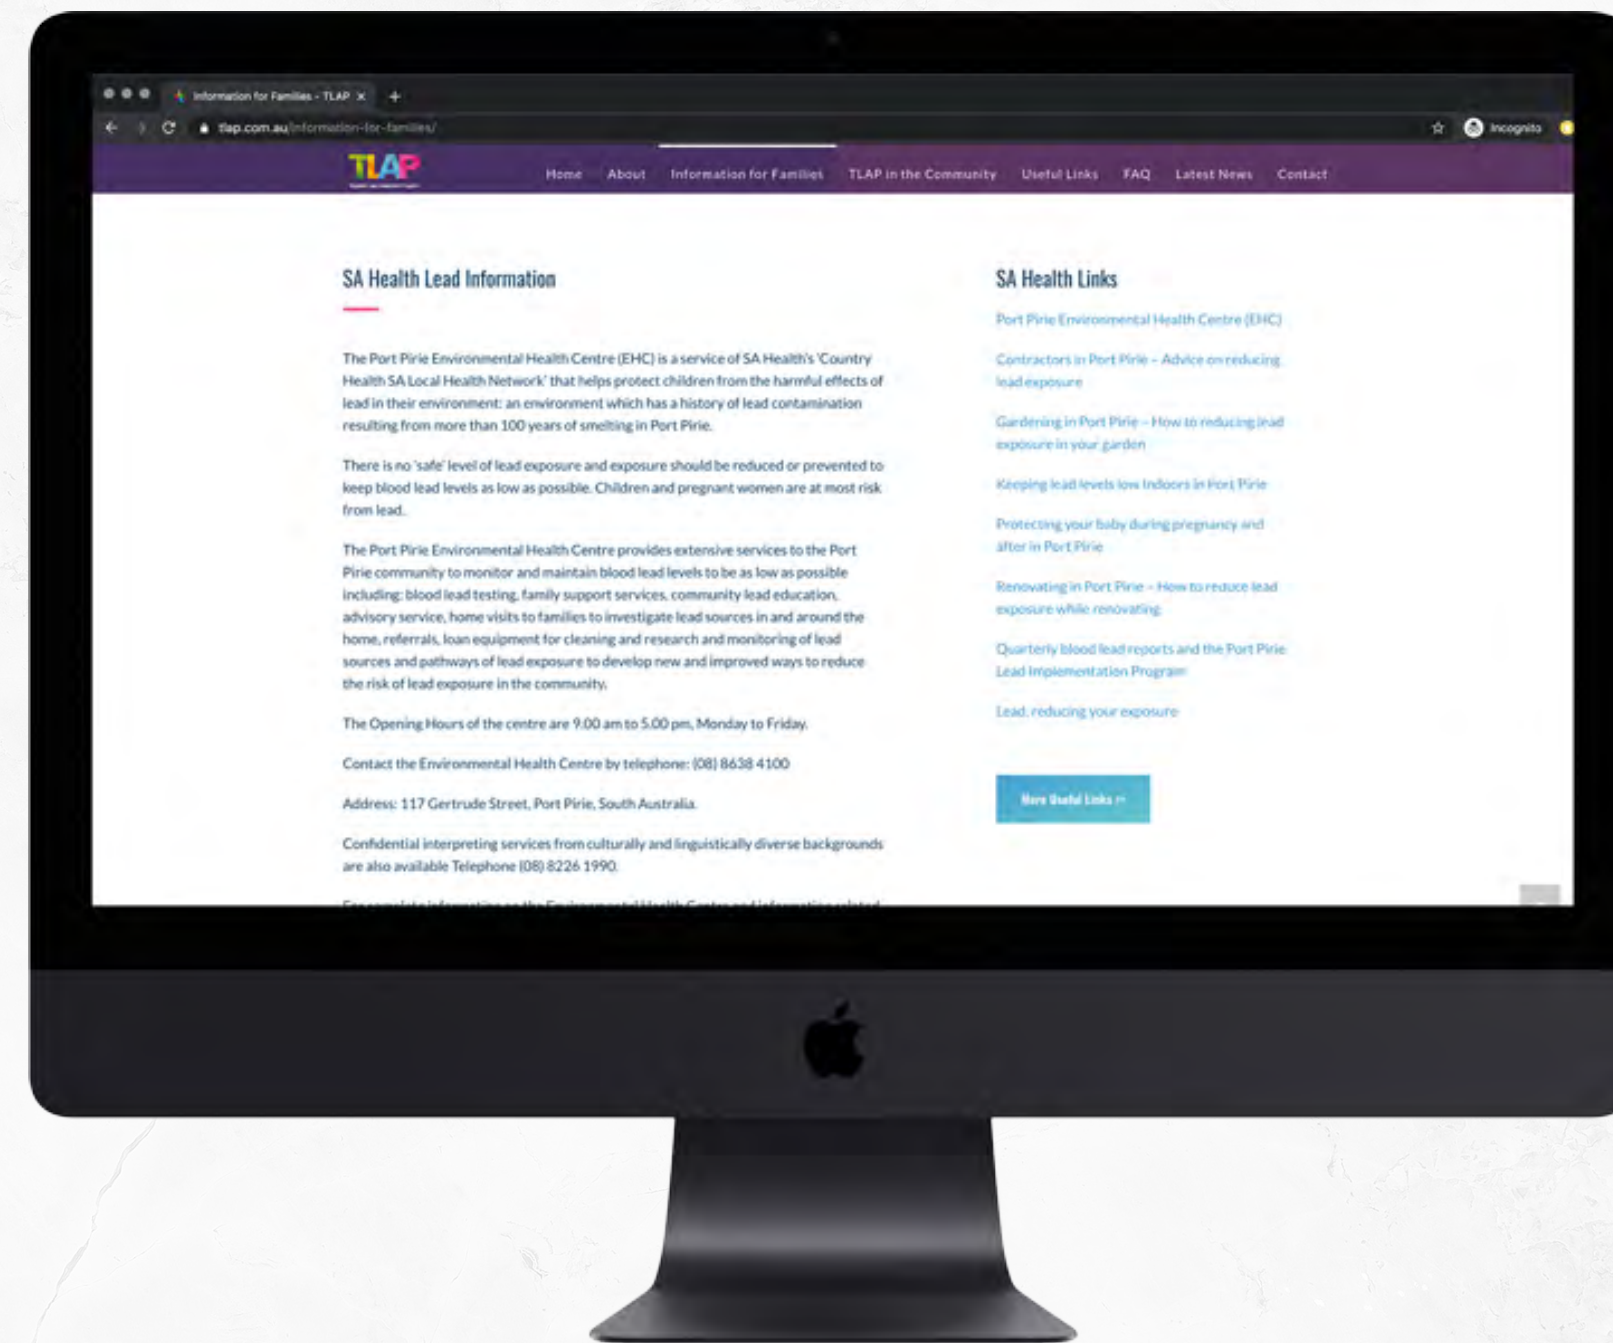 Information for Families - TLAP
tlap.com.au/information-for-families/
Incognito
TLAP
Home About Information for Families TLAP in the Community Useful Links FAQ Latest News Contact
SA Health Lead Information
The Port Pirie Environmental Health Centre (EHC) is a service of SA Health's 'Country
Health SA Local Health Network' that helps protect children from the harmful effects of
lead in their environment: an environment which has a history of lead contamination
resulting from more than 100 years of smelting in Port Pirie.
There is no 'safe' level of lead exposure and exposure should be reduced or prevented to
keep blood lead levels as low as possible. Children and pregnant women are at most risk
from lead.
The Port Pirie Environmental Health Centre provides extensive services to the Port
Pirie community to monitor and maintain blood lead levels to be as low as possible
including: blood lead testing, family support services, community lead education,
advisory service, home visits to families to investigate lead sources in and around the
home, referrals, loan equipment for cleaning and research and monitoring of lead
sources and pathways of lead exposure to develop new and improved ways to reduce
the risk of lead exposure in the community.
The Opening Hours of the centre are 9.00 am to 5.00 pm, Monday to Friday.
Contact the Environmental Health Centre by telephone: (08) 8638 4100
Address: 117 Gertrude Street, Port Pirie, South Australia.
Confidential interpreting services from culturally and linguistically diverse backgrounds
are also available Telephone (08) 8226 1990.
For complete information on the Environmental Health Centre and information related
SA Health Links
Port Pirie Environmental Health Centre (EHC)
Contractors in Port Pirie – Advice on reducing
lead exposure
Gardening in Port Pirie – How to reducing lead
exposure in your garden
Keeping lead levels low Indoors in Port Pirie
Protecting your baby during pregnancy and
after in Port Pirie
Renovating in Port Pirie – How to reduce lead
exposure while renovating
Quarterly blood lead reports and the Port Pirie
Lead Implementation Program
Lead, reducing your exposure
More Useful Links >>